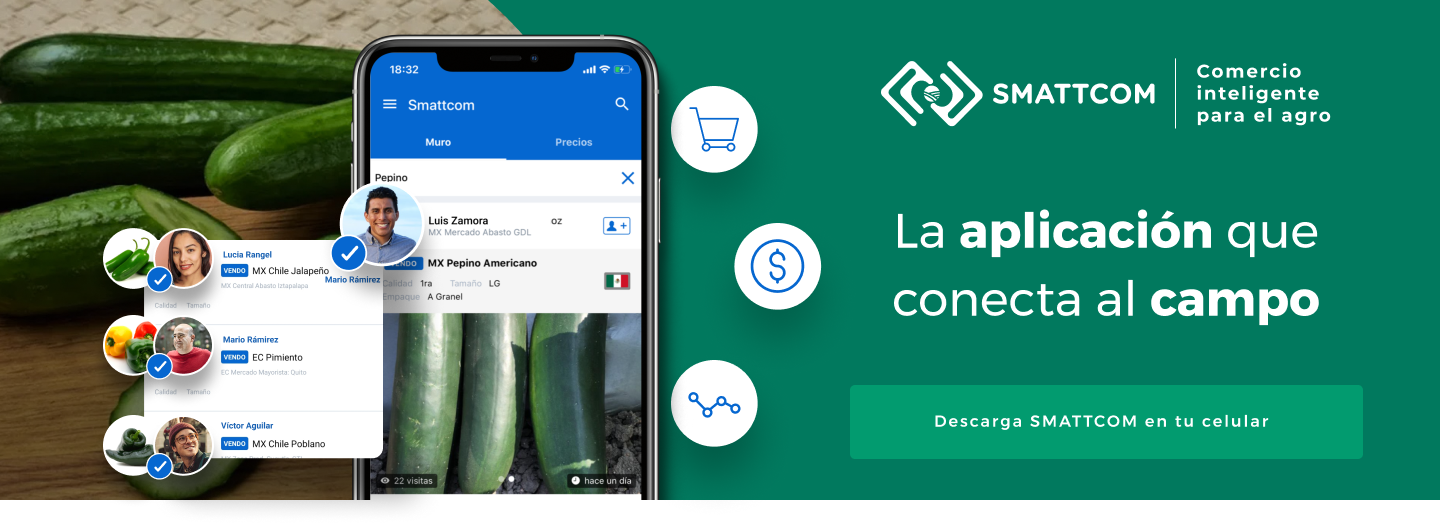 18:32
Smattcom
Muro
Precios
Pepino
Luis Zamora
OZ
MX Mercado Abasto GDL
VENDO MX Pepino Americano
Calidad 1ra Tamaño LG
Empaque A Granel
22 visitas
hace un día
Lucia Rangel
VENDO MX Chile Jalapeño
MX Central Abasto Iztapalapa
Calidad Tamaño
Mario Rámirez
Mario Rámirez
VENDO EC Pimiento
EC Mercado Mayorista: Quito
Calidad Tamaño
Víctor Aguilar
VENDO MX Chile Poblano
SMATTCOM
Comercio
inteligente
para el agro
La aplicación que
conecta al campo
Descarga SMATTCOM en tu celular